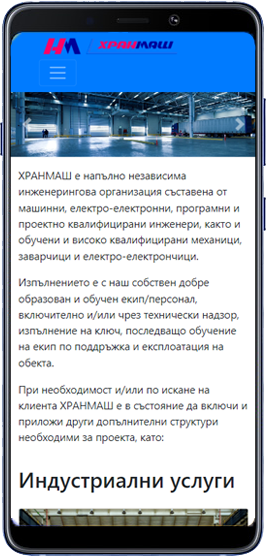 НМ ХРАНМАШ
ХРАНМАШ е напълно независима
инженерингова организация съставена от
машинни, електро-електронни, програмни и
проектно квалифицирани инженери, както и
обучени и високо квалифицирани механици,
заварчици и електро-електрончици.
Изпълнението е с наш собствен добре
образован и обучен екип/персонал,
включително и/или чрез технически надзор,
изпълнение на ключ, последващо обучение
на екип по поддръжка и експлоатация на
обекта.
При необходимост и/или по искане на
клиента ХРАНМАШ е в състояние да включи и
приложи други допълнителни структури
необходими за проекта, като:
Индустриални услуги